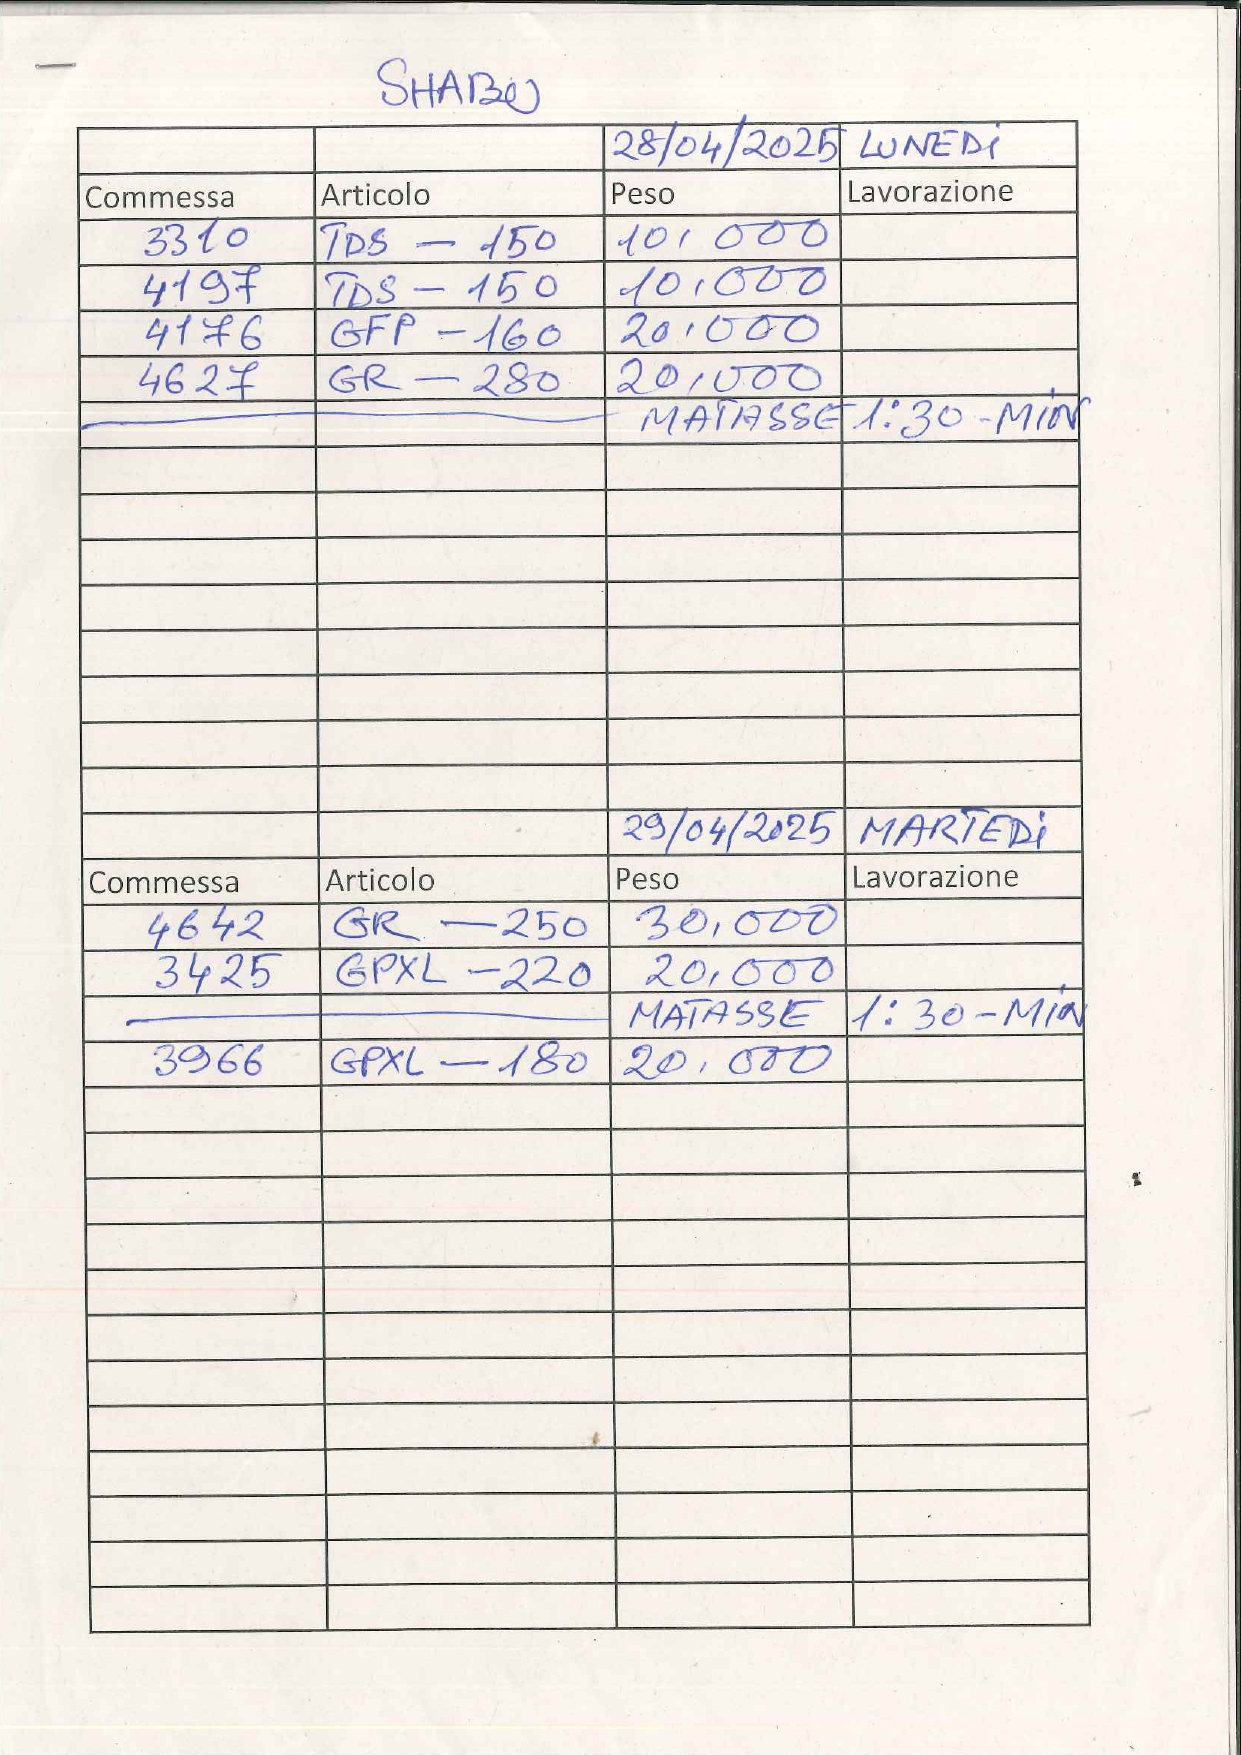 28/04/2025 LUNEDi
Commessa Articolo Peso Lavorazione
3310 TDS — 150 10,000
4197 TDS - 150 10,000
4176 GFP - 160 20,000
4627 GR — 280 20,000
MATASSE 1:30 - MiN
29/04/2025 MARTEDi
Commessa Articolo Peso Lavorazione
4642 GR — 250 30,000
3425 GPXL - 220 20,000
MATASSE 1:30 - MiN
3966 GPXL — 180 20,000